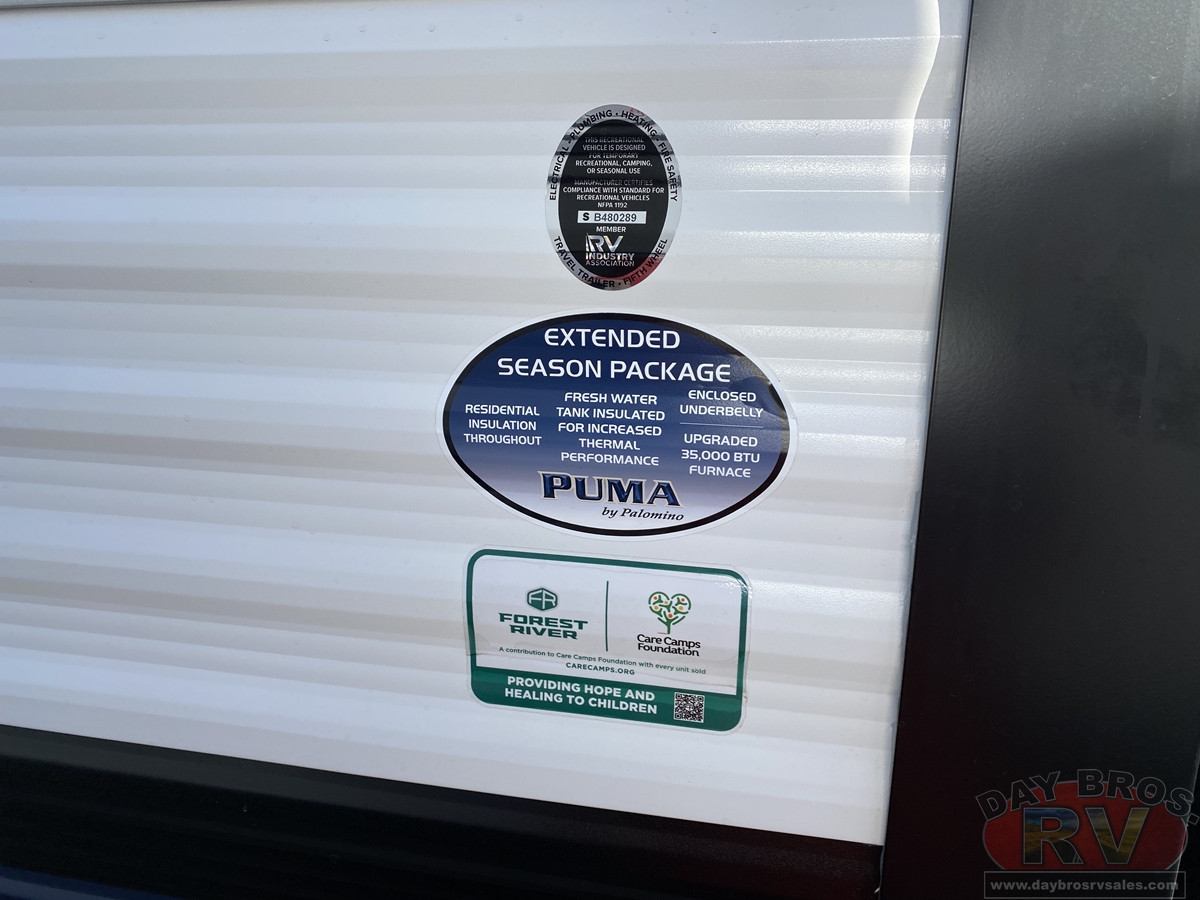 ELECTRICAL • PLUMBING • HEATING • FIRE SAFETY
THIS RECREATIONAL
VEHICLE IS DESIGNED
FOR TEMPORARY
RECREATIONAL, CAMPING,
OR SEASONAL USE
MANUFACTURER CERTIFIES
COMPLIANCE WITH STANDARD FOR
RECREATIONAL VEHICLES
NFPA 1192
S B480289
MEMBER
RV
INDUSTRY
ASSOCIATION
TRAVEL TRAILER • FIFTH WHEEL
EXTENDED
SEASON PACKAGE
RESIDENTIAL
INSULATION
THROUGHOUT
FRESH WATER
TANK INSULATED
FOR INCREASED
THERMAL
PERFORMANCE
ENCLOSED
UNDERBELLY
UPGRADED
35,000 BTU
FURNACE
PUMA
by Palomino
FR
FOREST
RIVER
Care Camps
Foundation
A contribution to Care Camps Foundation with every unit sold
CARECAMPS.ORG
PROVIDING HOPE AND
HEALING TO CHILDREN
DAY BROS.
RV
www.daybrosrvsales.com